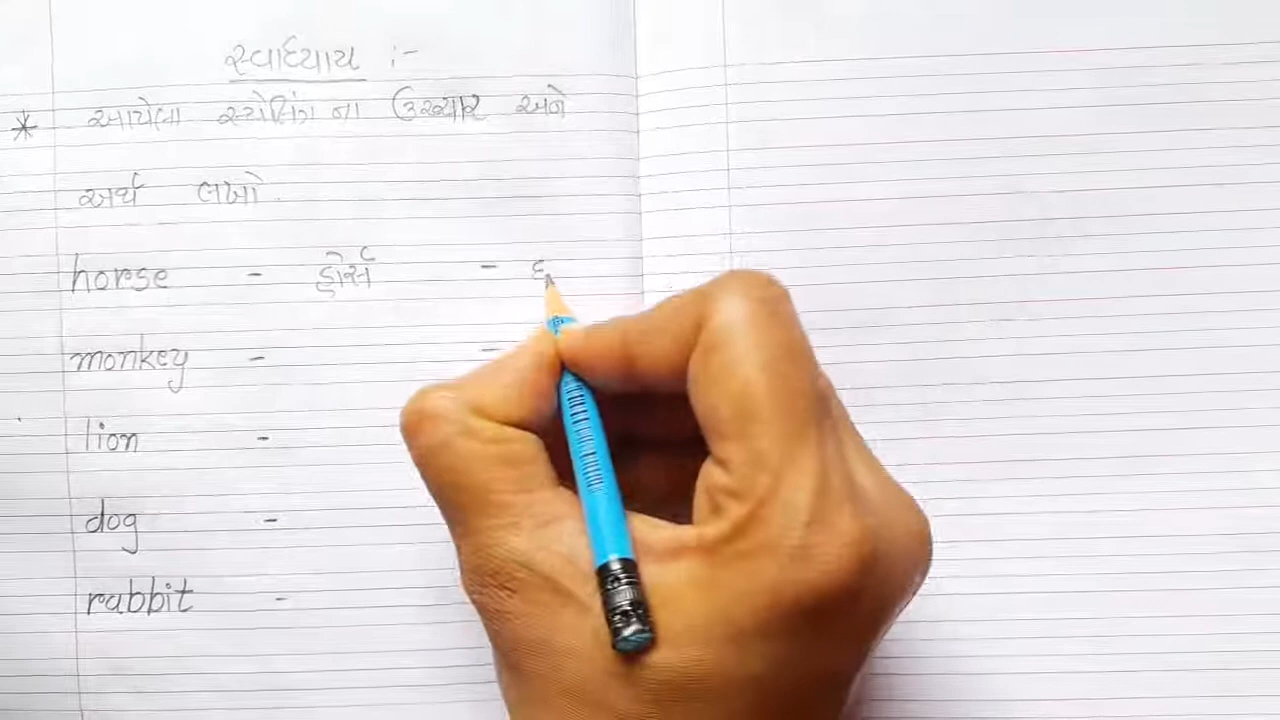 સ્વાધ્યાય :-
* આપેલા સ્પેલિંગ ના ઉચ્ચાર અને
અર્થ લખો.
horse - હોર્સ -
monkey - -
lion -
dog -
rabbit -